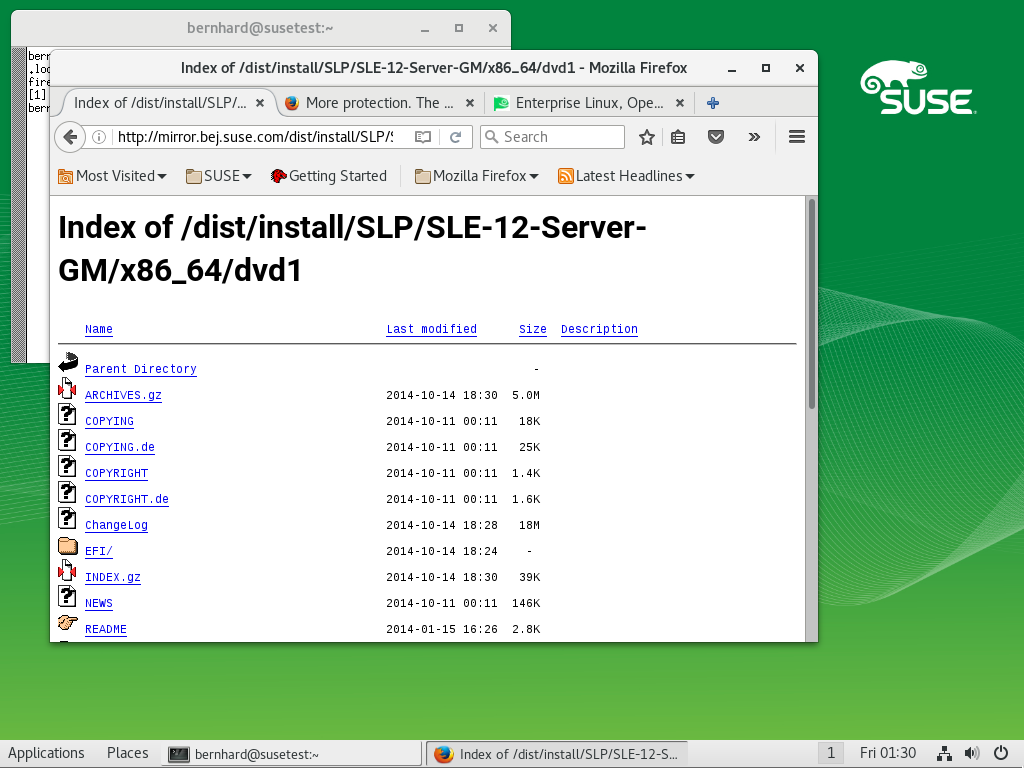 bernhard@susetest:~
bern
.loc
fire
[1]
bern
Index of /dist/install/SLP/SLE-12-Server-GM/x86_64/dvd1 - Mozilla Firefox
Index of /dist/install/SLP/...
More protection. The ...
Enterprise Linux, Ope...
http://mirror.bej.suse.com/dist/install/SLP/S
Search
Most Visited
SUSE
Getting Started
Mozilla Firefox
Latest Headlines
Index of /dist/install/SLP/SLE-12-Server-
GM/x86_64/dvd1
Name Last modified Size Description
Parent Directory -
ARCHIVES.gz 2014-10-14 18:30 5.0M
COPYING 2014-10-11 00:11 18K
COPYING.de 2014-10-11 00:11 25K
COPYRIGHT 2014-10-11 00:11 1.4K
COPYRIGHT.de 2014-10-11 00:11 1.6K
ChangeLog 2014-10-14 18:28 18M
EFI/ 2014-10-14 18:24 -
INDEX.gz 2014-10-14 18:30 39K
NEWS 2014-10-11 00:11 146K
README 2014-01-15 16:26 2.8K
SUSE
Applications
Places
bernhard@susetest:~
Index of /dist/install/SLP/SLE-12-S...
1
Fri 01:30